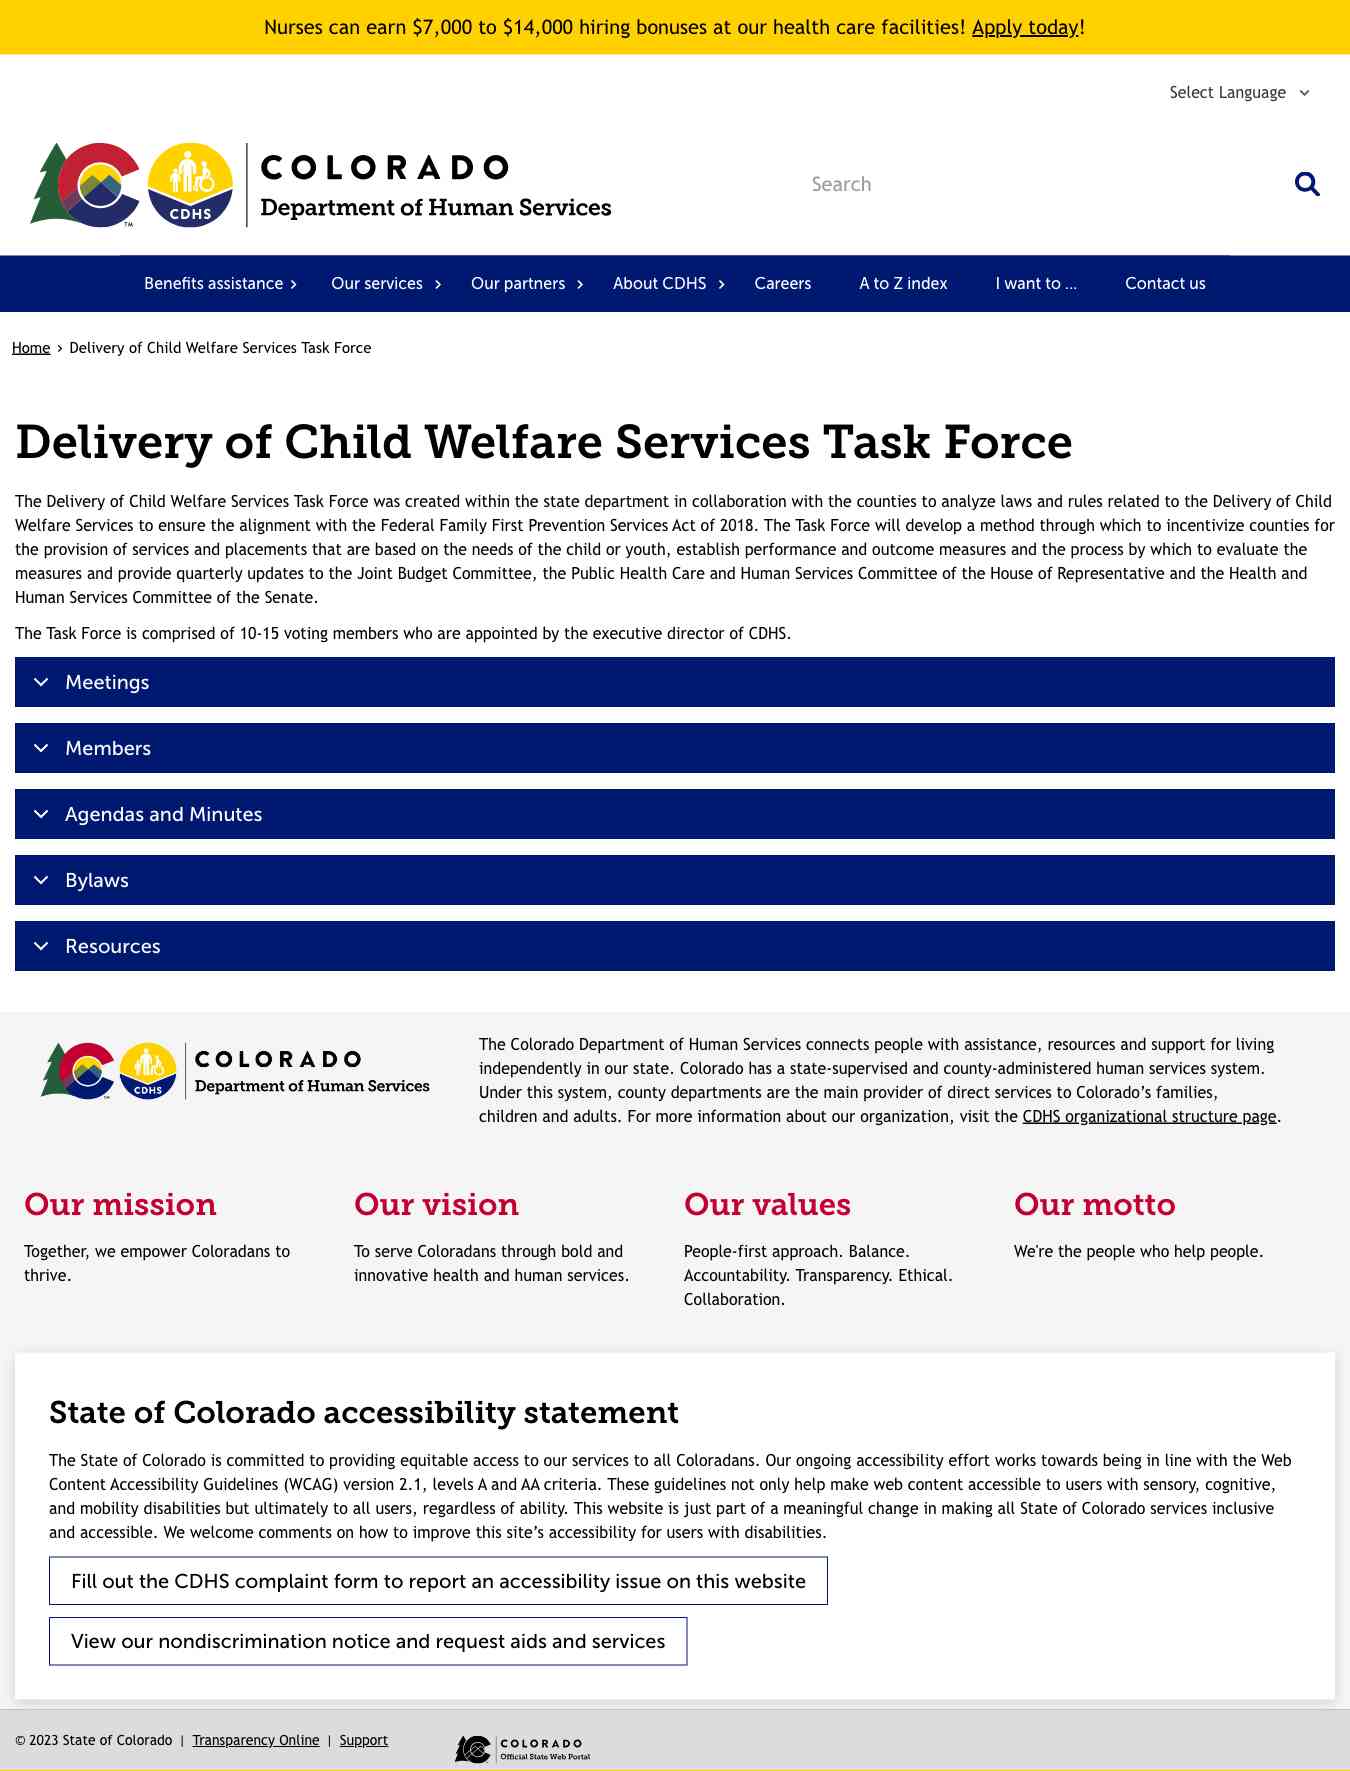 Nurses can earn $7,000 to $14,000 hiring bonuses at our health care facilities! Apply today!
Select Language
CDHS
TM
COLORADO
Department of Human Services
Search
Benefits assistance › Our services › Our partners › About CDHS › Careers A to Z index I want to ... Contact us
Home › Delivery of Child Welfare Services Task Force
Delivery of Child Welfare Services Task Force
The Delivery of Child Welfare Services Task Force was created within the state department in collaboration with the counties to analyze laws and rules related to the Delivery of Child
Welfare Services to ensure the alignment with the Federal Family First Prevention Services Act of 2018. The Task Force will develop a method through which to incentivize counties for
the provision of services and placements that are based on the needs of the child or youth, establish performance and outcome measures and the process by which to evaluate the
measures and provide quarterly updates to the Joint Budget Committee, the Public Health Care and Human Services Committee of the House of Representative and the Health and
Human Services Committee of the Senate.
The Task Force is comprised of 10-15 voting members who are appointed by the executive director of CDHS.
Meetings
Members
Agendas and Minutes
Bylaws
Resources
CDHS
TM
COLORADO
Department of Human Services
The Colorado Department of Human Services connects people with assistance, resources and support for living
independently in our state. Colorado has a state-supervised and county-administered human services system.
Under this system, county departments are the main provider of direct services to Colorado’s families,
children and adults. For more information about our organization, visit the CDHS organizational structure page.
Our mission
Together, we empower Coloradans to
thrive.
Our vision
To serve Coloradans through bold and
innovative health and human services.
Our values
People-first approach. Balance.
Accountability. Transparency. Ethical.
Collaboration.
Our motto
We're the people who help people.
State of Colorado accessibility statement
The State of Colorado is committed to providing equitable access to our services to all Coloradans. Our ongoing accessibility effort works towards being in line with the Web
Content Accessibility Guidelines (WCAG) version 2.1, levels A and AA criteria. These guidelines not only help make web content accessible to users with sensory, cognitive,
and mobility disabilities but ultimately to all users, regardless of ability. This website is just part of a meaningful change in making all State of Colorado services inclusive
and accessible. We welcome comments on how to improve this site’s accessibility for users with disabilities.
Fill out the CDHS complaint form to report an accessibility issue on this website
View our nondiscrimination notice and request aids and services
© 2023 State of Colorado | Transparency Online | Support
COLORADO
Official State Web Portal